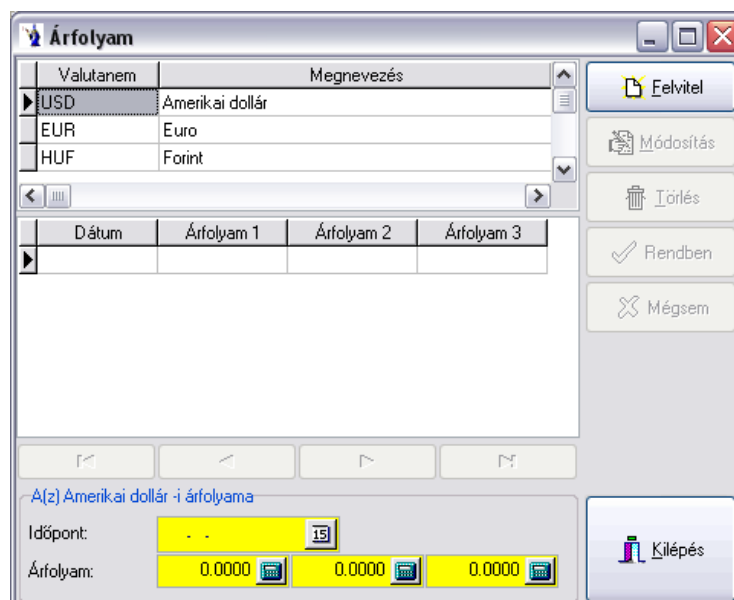 Árfolyam
Valutanem Megnevezés
USD Amerikai dollár
EUR Euro
HUF Forint
Dátum Árfolyam 1 Árfolyam 2 Árfolyam 3
Felvitel
Módosítás
Törlés
Rendben
Mégsem
A(z) Amerikai dollár -i árfolyama
Időpont: . . 15
Árfolyam: 0.0000 0.0000 0.0000
Kilépés